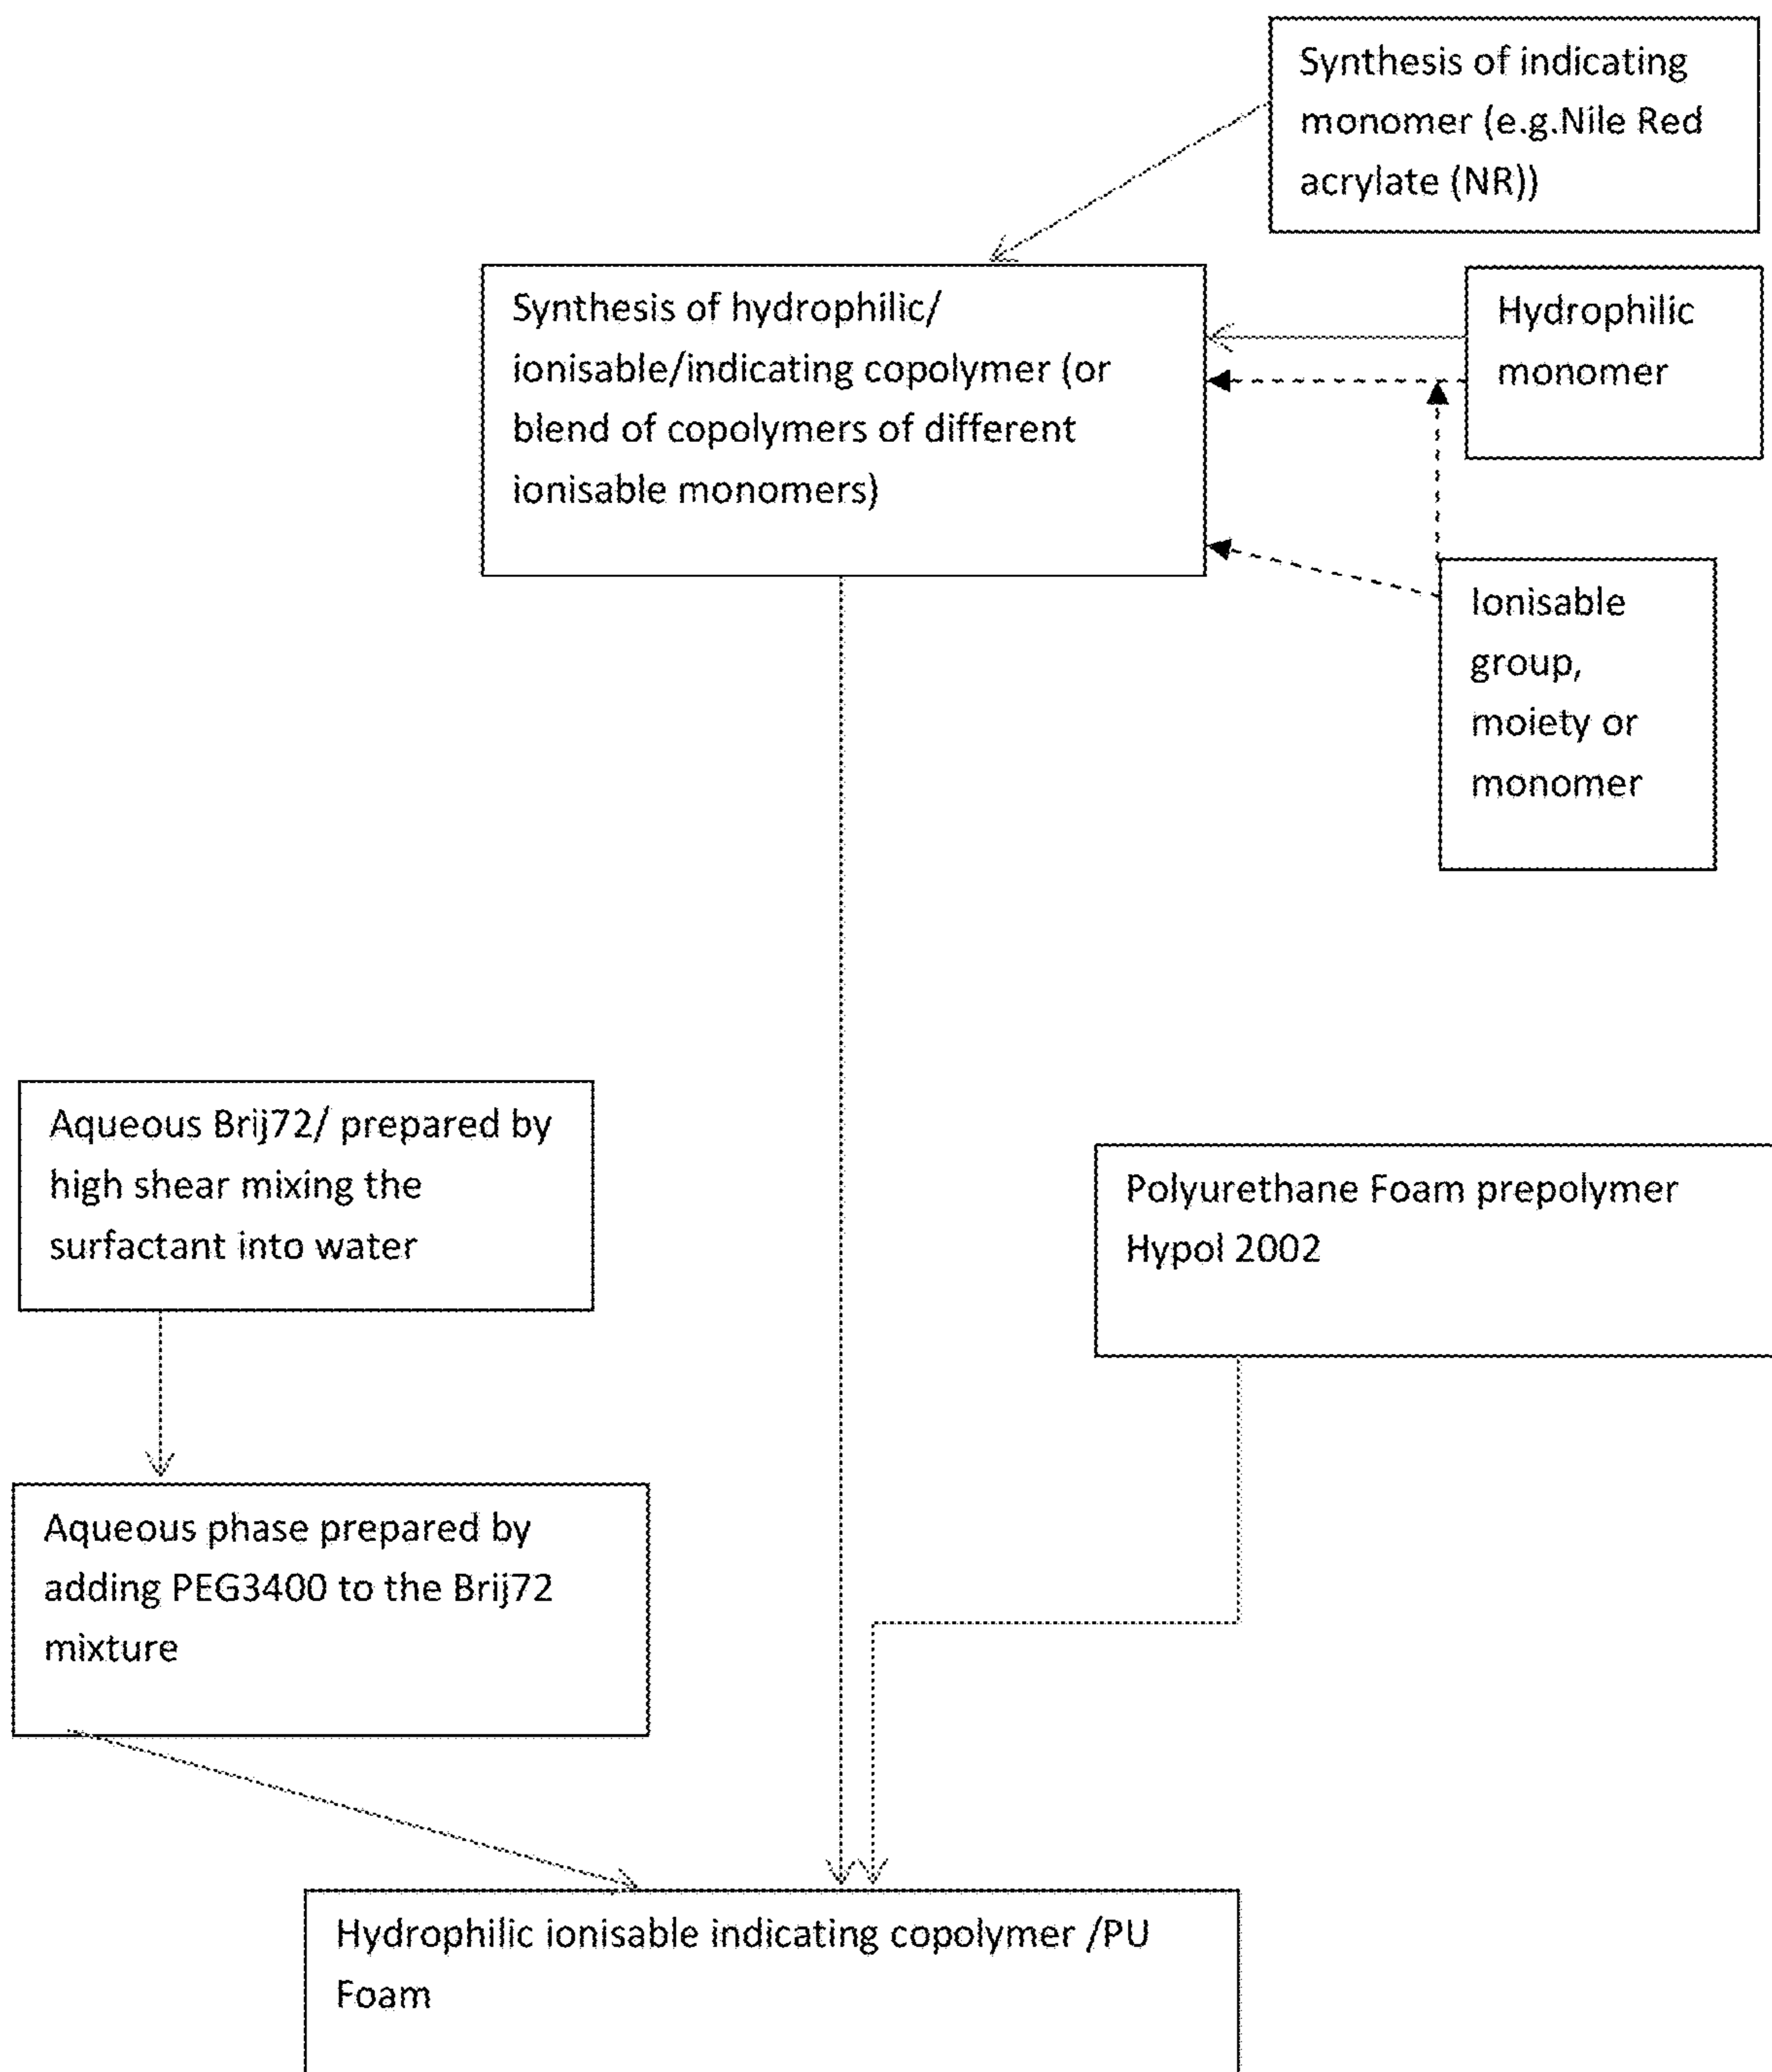 Synthesis of indicating
monomer (e.g.Nile Red
acrylate (NR))
Synthesis of hydrophilic/
ionisable/indicating copolymer (or
blend of copolymers of different
ionisable monomers)
Hydrophilic
monomer
Ionisable
group,
moiety or
monomer
Aqueous Brij72/ prepared by
high shear mixing the
surfactant into water
Polyurethane Foam prepolymer
Hypol 2002
Aqueous phase prepared by
adding PEG3400 to the Brij72
mixture
Hydrophilic ionisable indicating copolymer /PU
Foam